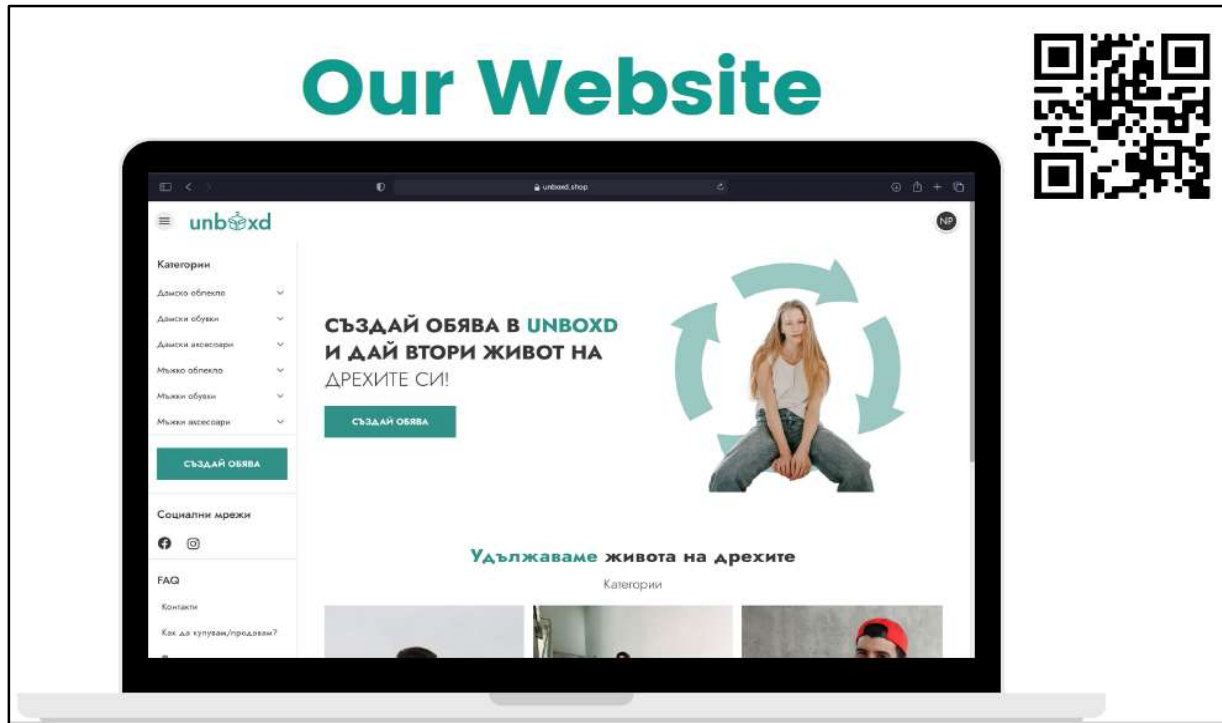 Our Website
unboxd.shop
unboxd
NP
Категории
Дамско облекло
Дамски обувки
Дамски аксесоари
Мъжко облекло
Мъжки обувки
Мъжки аксесоари
СЪЗДАЙ ОБЯВА
Социални мрежи
FAQ
Контакти
Как да купувам/продавам?
СЪЗДАЙ ОБЯВА В UNBOXD
И ДАЙ ВТОРИ ЖИВОТ НА
ДРЕХИТЕ СИ!
СЪЗДАЙ ОБЯВА
Удължаваме живота на дрехите
Категории